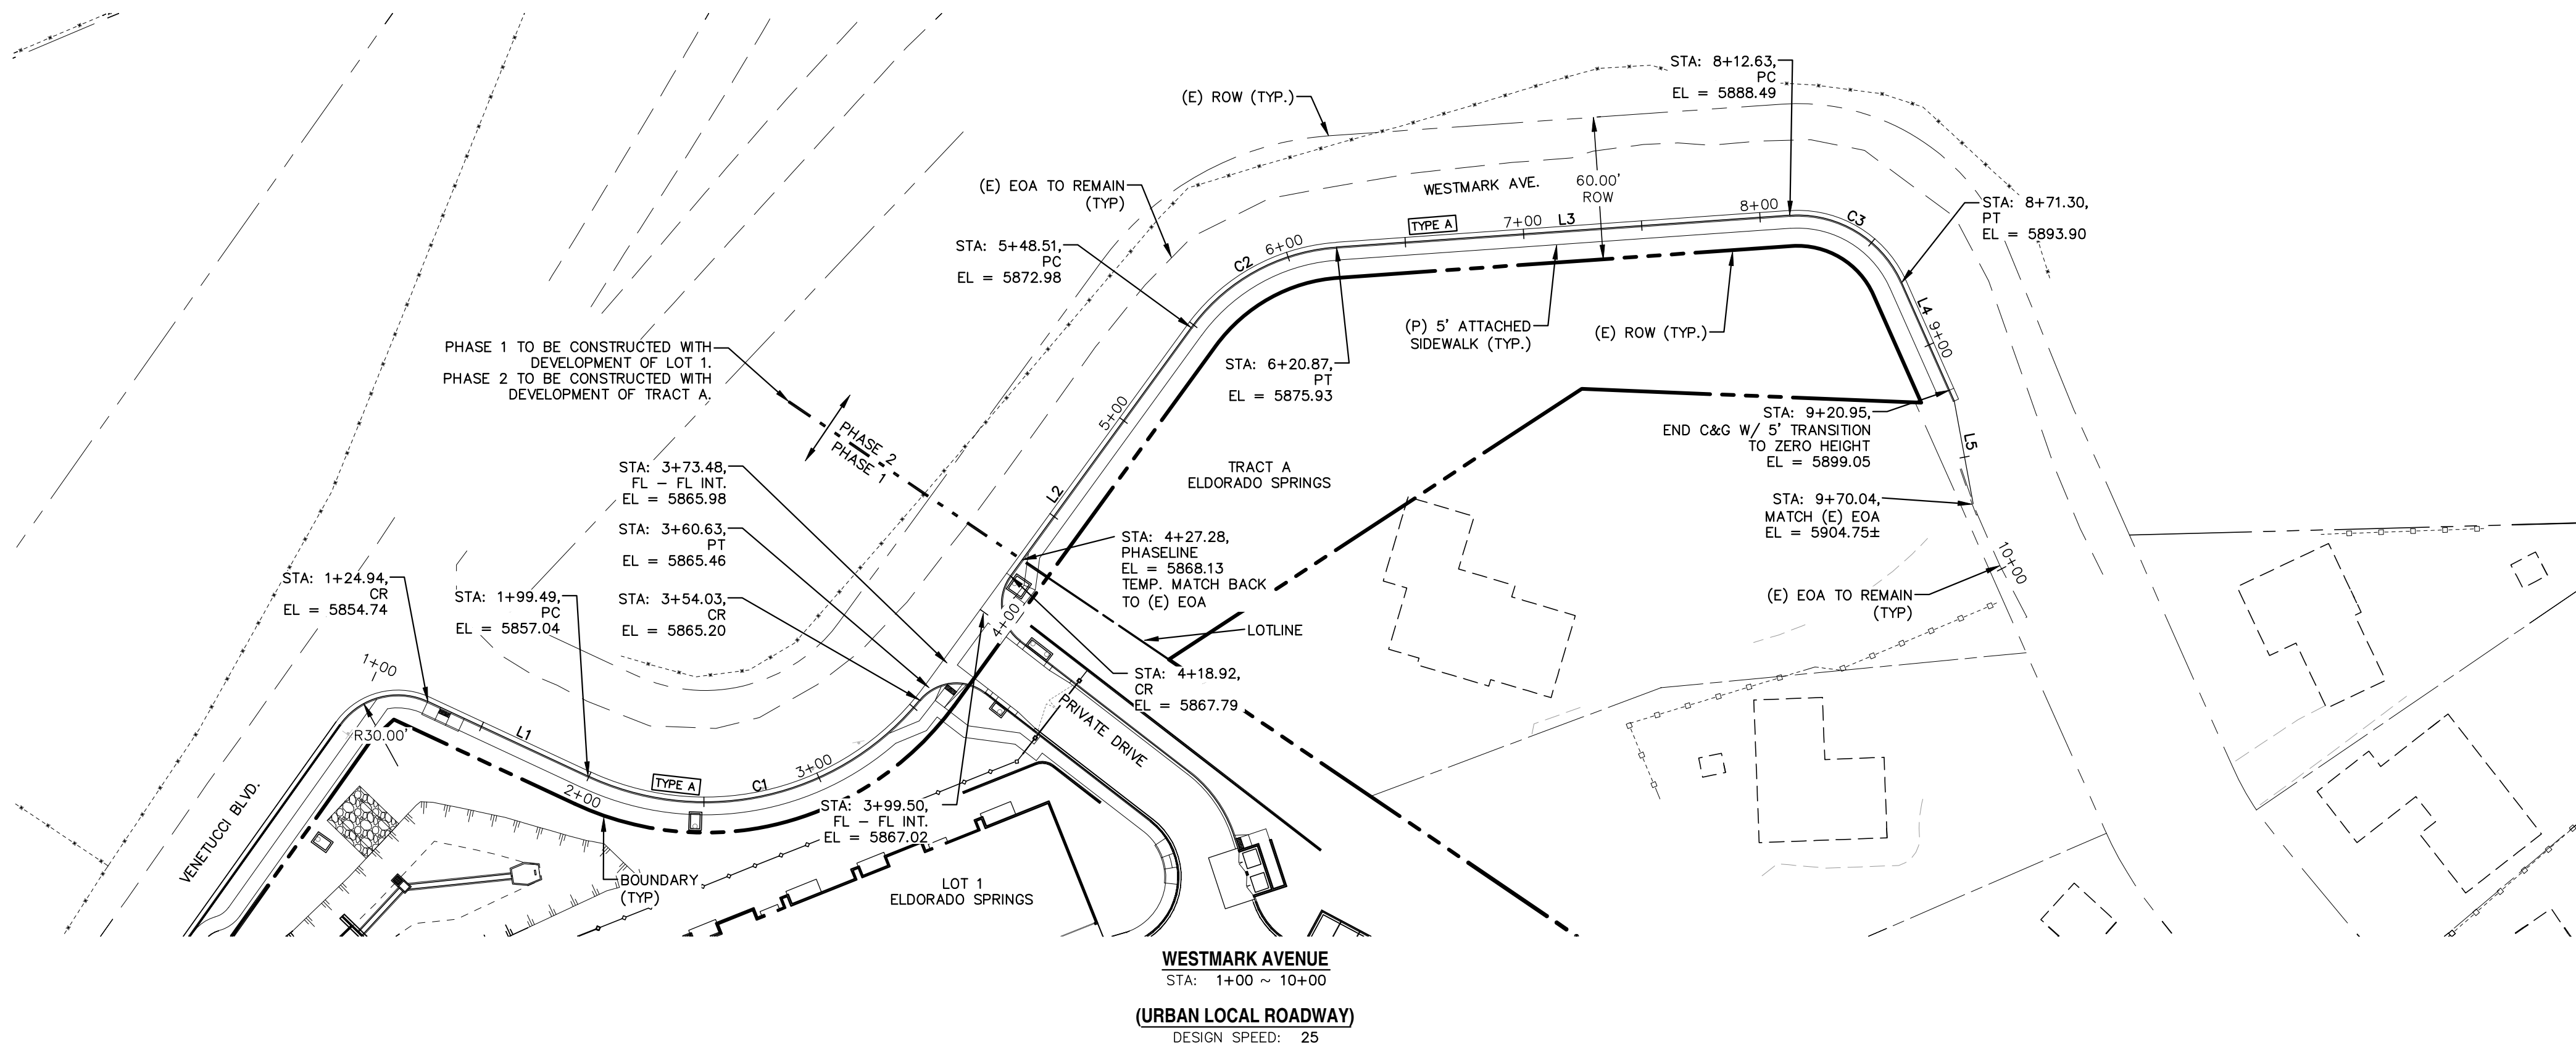 STA: 8+12.63,
PC
EL = 5888.49
(E) ROW (TYP.)
(E) EOA TO REMAIN
(TYP)
WESTMARK AVE.
60.00'
ROW
STA: 8+71.30,
PT
EL = 5893.90
STA: 5+48.51,
PC
EL = 5872.98
C2
6+00
TYPE A
7+00
L3
8+00
C3
L4
9+00
(P) 5' ATTACHED
SIDEWALK (TYP.)
(E) ROW (TYP.)
PHASE 1 TO BE CONSTRUCTED WITH
DEVELOPMENT OF LOT 1.
PHASE 2 TO BE CONSTRUCTED WITH
DEVELOPMENT OF TRACT A.
PHASE 2
PHASE 1
STA: 6+20.87,
PT
EL = 5875.93
5+00
L2
STA: 9+20.95,
END C&G W/ 5' TRANSITION
TO ZERO HEIGHT
EL = 5899.05
L5
TRACT A
ELDORADO SPRINGS
STA: 3+73.48,
FL - FL INT.
EL = 5865.98
STA: 3+60.63,
PT
EL = 5865.46
STA: 3+54.03,
CR
EL = 5865.20
STA: 4+27.28,
PHASELINE
EL = 5868.13
TEMP. MATCH BACK
TO (E) EOA
STA: 9+70.04,
MATCH (E) EOA
EL = 5904.75±
10+00
(E) EOA TO REMAIN
(TYP)
STA: 1+24.94,
CR
EL = 5854.74
STA: 1+99.49,
PC
EL = 5857.04
4+00
LOTLINE
STA: 4+18.92,
CR
EL = 5867.79
1+00
R30.00'
L1
TYPE A
C1
3+00
2+00
PRIVATE DRIVE
VENETUCCI BLVD.
STA: 3+99.50,
FL - FL INT.
EL = 5867.02
BOUNDARY
(TYP)
LOT 1
ELDORADO SPRINGS
WESTMARK AVENUE
STA: 1+00 ~ 10+00
(URBAN LOCAL ROADWAY)
DESIGN SPEED: 25